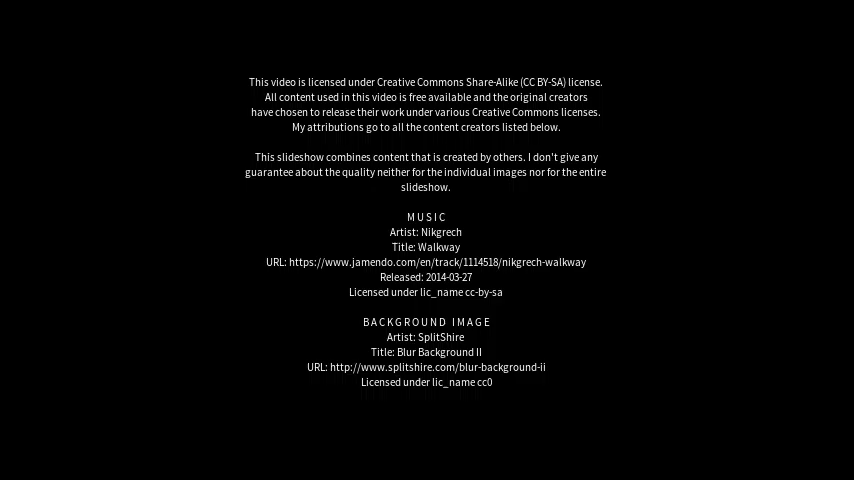 This video is licensed under Creative Commons Share-Alike (CC BY-SA) license.
All content used in this video is free available and the original creators
have chosen to release their work under various Creative Commons licenses.
My attributions go to all the content creators listed below.
This slideshow combines content that is created by others. I don't give any
guarantee about the quality neither for the individual images nor for the entire
slideshow.
MUSIC
Artist: Nikgrech
Title: Walkway
URL: https://www.jamendo.com/en/track/1114518/nikgrech-walkway
Released: 2014-03-27
Licensed under lic_name cc-by-sa
BACKGROUND IMAGE
Artist: SplitShire
Title: Blur Background II
URL: http://www.splitshire.com/blur-background-ii
Licensed under lic_name cc0